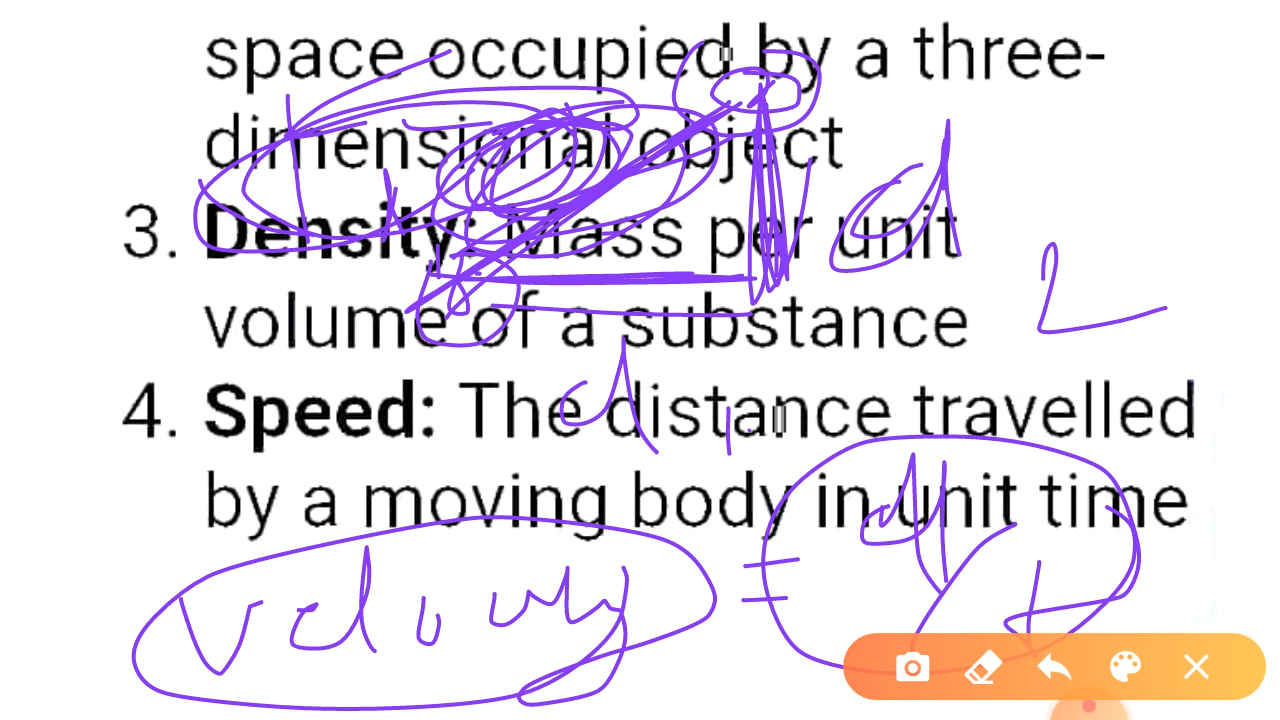 space occupied by a three-
dimensional object
3. Density: Mass per unit
d
volume of a substance
2
d
4. Speed: The distance travelled
by a moving body in unit time
velocity = d/t